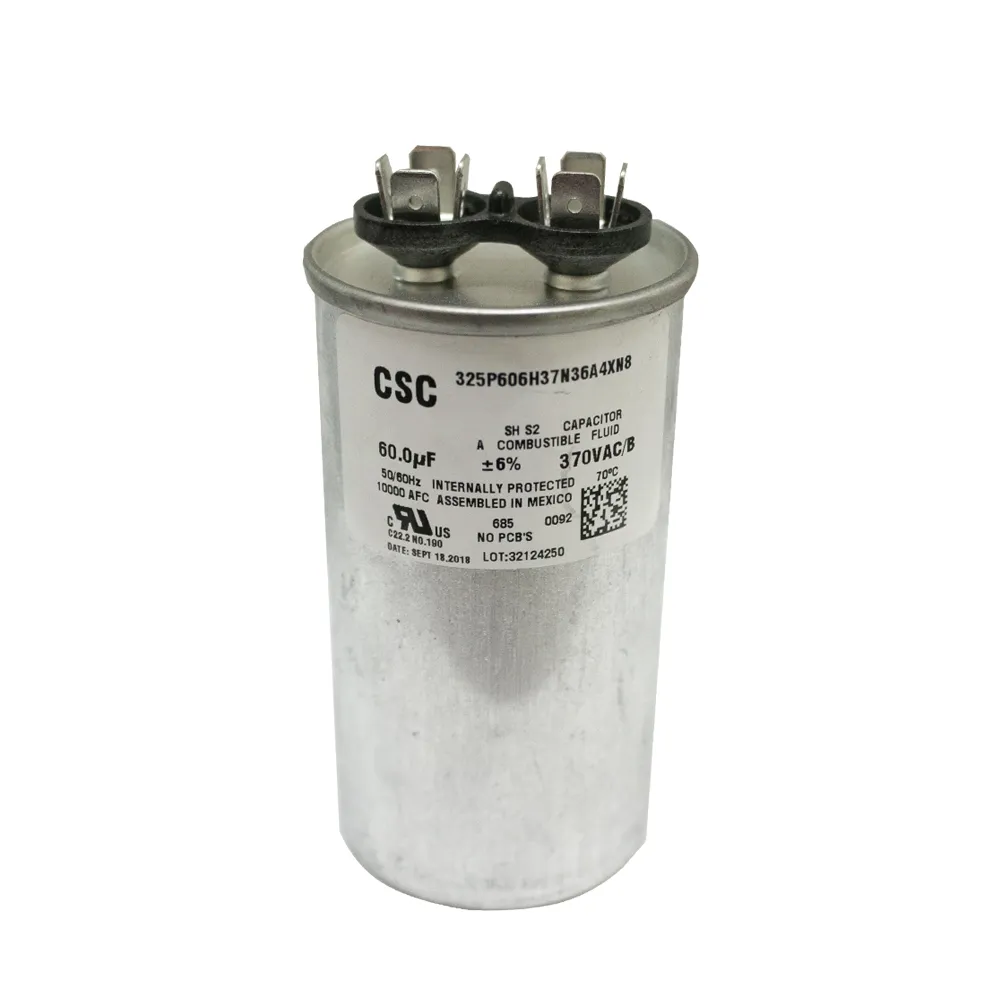 CSC 325P606H37N36A4XN8
SH S2 CAPACITOR
A COMBUSTIBLE FLUID
60.0µF ±6% 370VAC/B
50/60Hz INTERNALLY PROTECTED 70°C
10000 AFC ASSEMBLED IN MEXICO
C RU US 685 0092
C22.2 NO.190 NO PCB'S
DATE: SEPT 18.2018 LOT:32124250